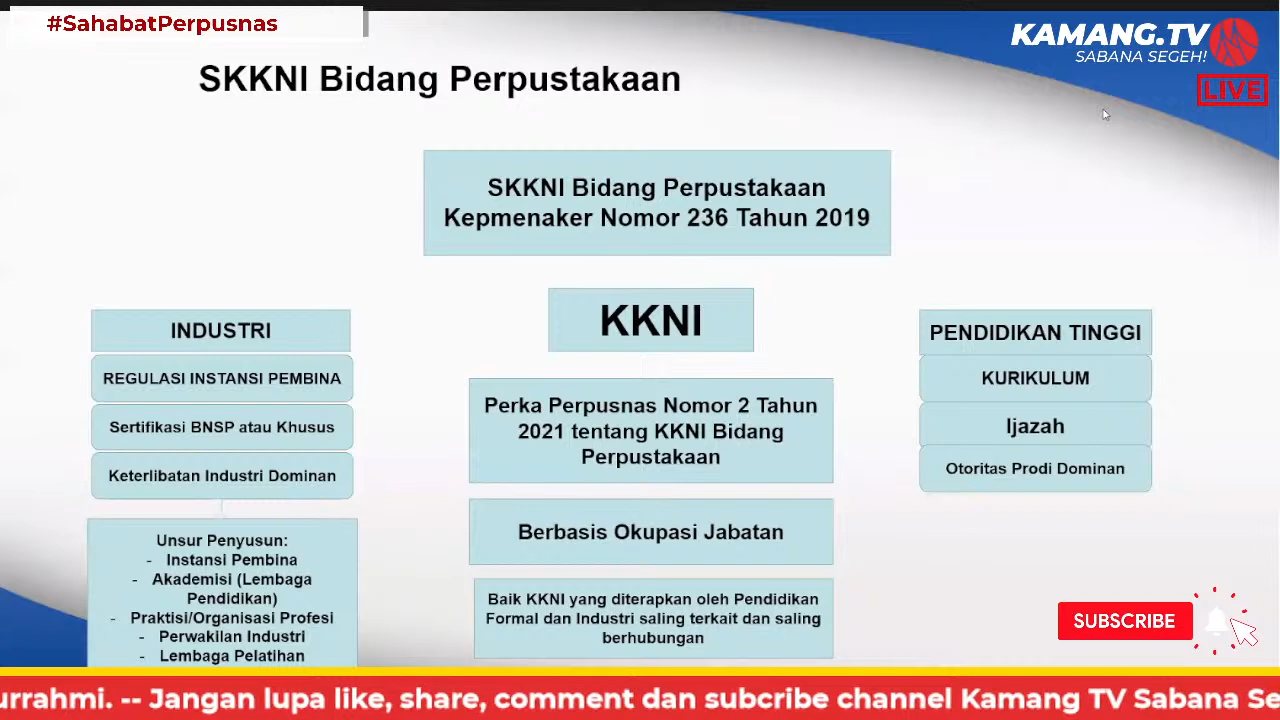 #SahabatPerpusnas
KAMANG.TV
SABANA SEGEH!
LIVE
SKKNI Bidang Perpustakaan
SKKNI Bidang Perpustakaan
Kepmenaker Nomor 236 Tahun 2019
INDUSTRI
REGULASI INSTANSI PEMBINA
Sertifikasi BNSP atau Khusus
Keterlibatan Industri Dominan
Unsur Penyusun:
- Instansi Pembina
- Akademisi (Lembaga
Pendidikan)
- Praktisi/Organisasi Profesi
- Perwakilan Industri
- Lembaga Pelatihan
KKNI
Perka Perpusnas Nomor 2 Tahun
2021 tentang KKNI Bidang
Perpustakaan
Berbasis Okupasi Jabatan
Baik KKNI yang diterapkan oleh Pendidikan
Formal dan Industri saling terkait dan saling
berhubungan
PENDIDIKAN TINGGI
KURIKULUM
Ijazah
Otoritas Prodi Dominan
SUBSCRIBE
urrahmi. -- Jangan lupa like, share, comment dan subcribe channel Kamang TV Sabana Se